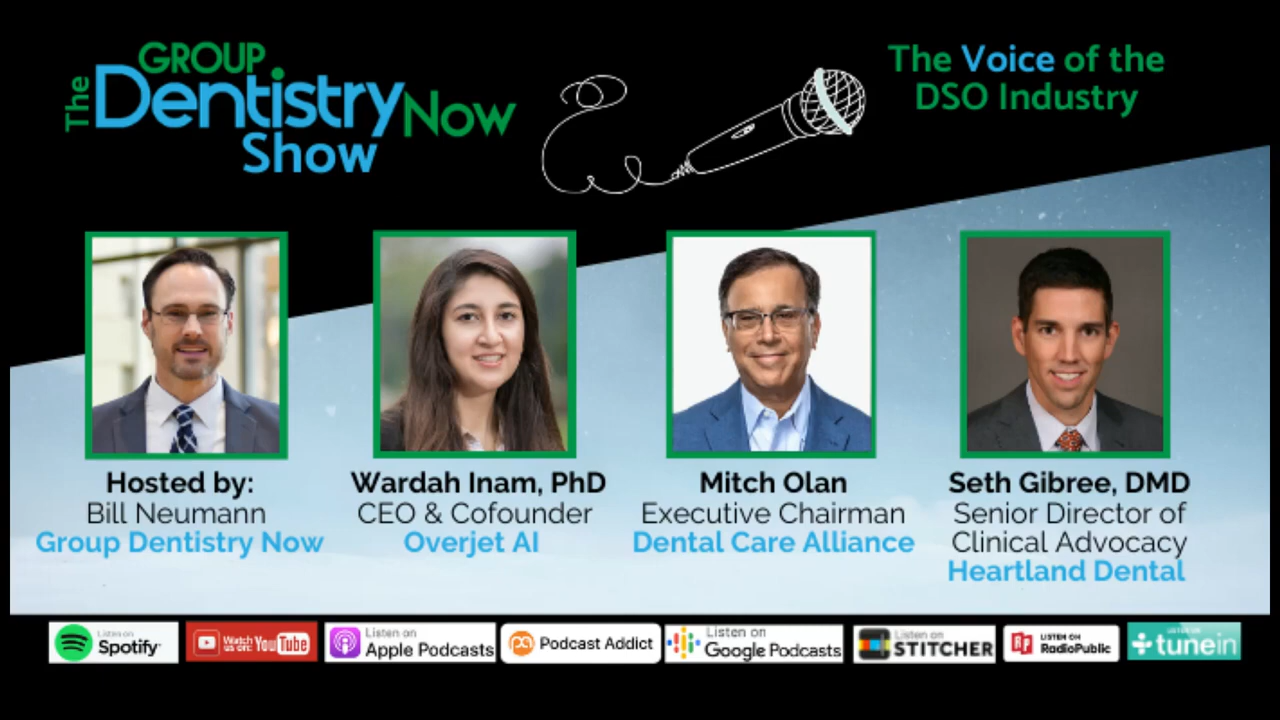 The
GROUP
Dentistry Now
Show
The Voice of the
DSO Industry
Hosted by:
Bill Neumann
Group Dentistry Now
Wardah Inam, PhD
CEO & Cofounder
Overjet AI
Mitch Olan
Executive Chairman
Dental Care Alliance
Seth Gibree, DMD
Senior Director of
Clinical Advocacy
Heartland Dental
Listen on
Spotify
Watch
us on:
YouTube
Listen on
Apple Podcasts
Podcast Addict
Listen on
Google Podcasts
Listen on
STITCHER
LISTEN ON
RadioPublic
LISTEN ON
tunein